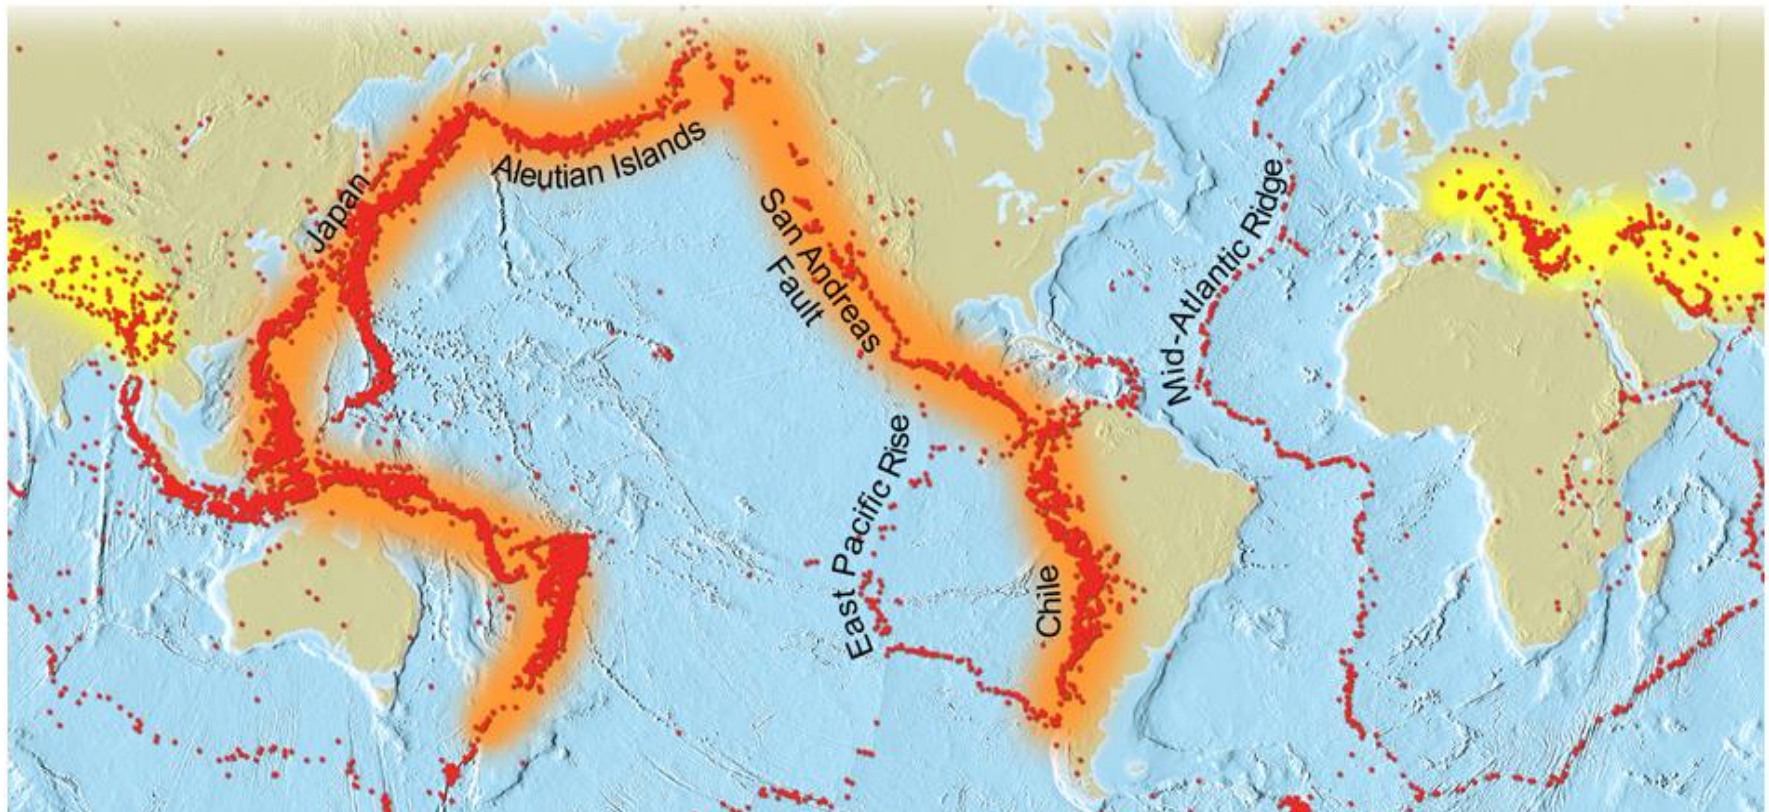 Japan
Aleutian Islands
San Andreas
Fault
Mid-Atlantic Ridge
East Pacific Rise
Chile